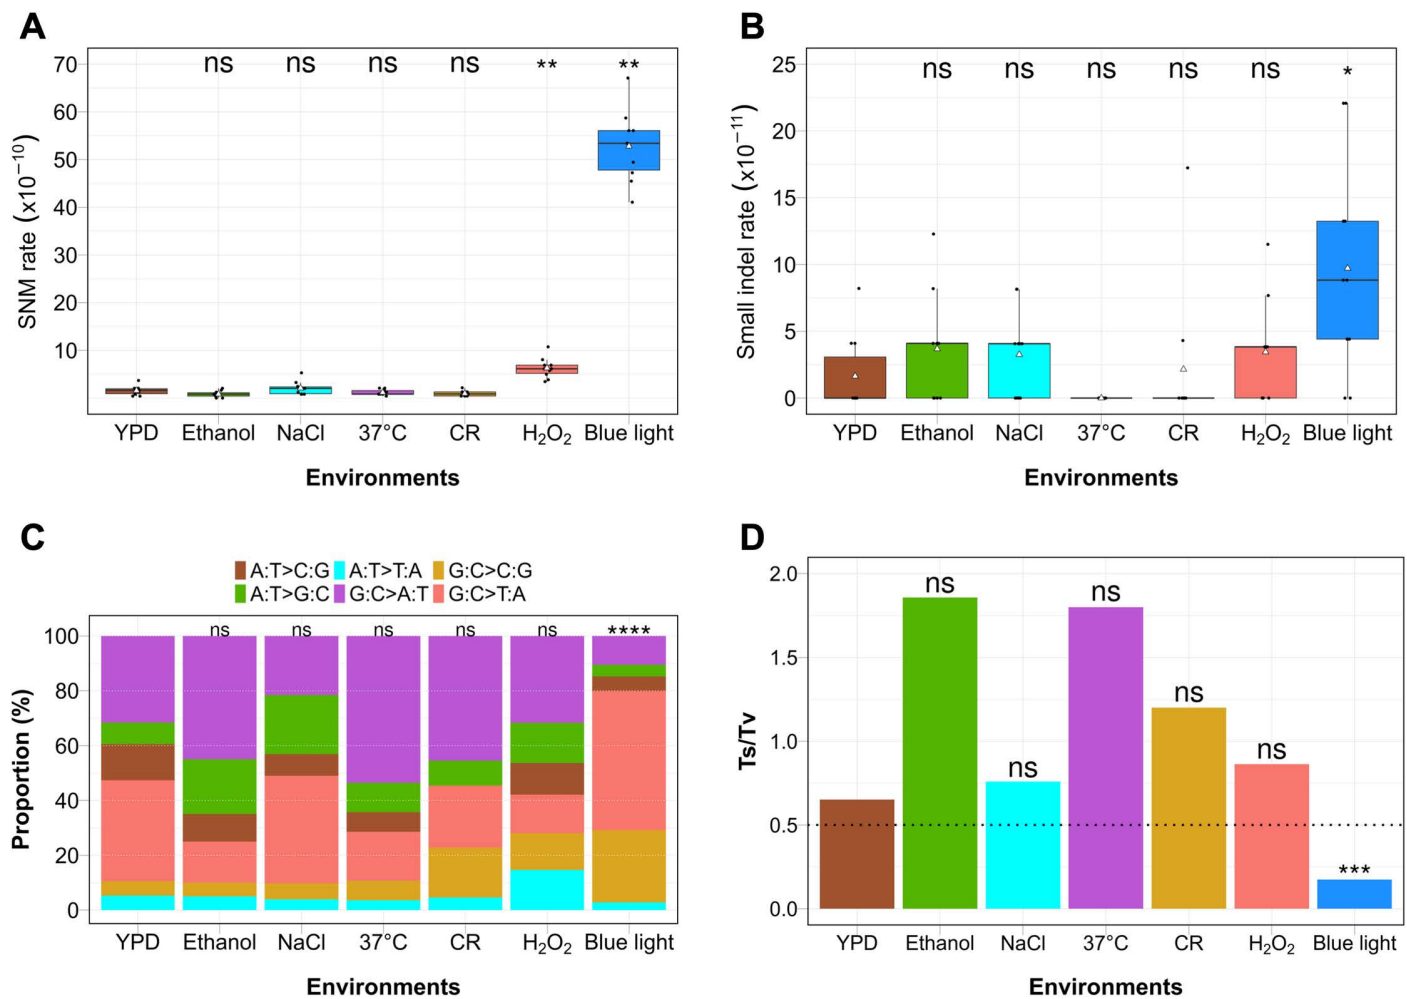 A
SNM rate (x10⁻¹⁰)
70
60
50
40
30
20
10
ns ns ns ns ** **
YPD Ethanol NaCl 37°C CR H₂O₂ Blue light
Environments
B
Small indel rate (x10⁻¹¹)
25
20
15
10
5
0
ns ns ns ns ns *
YPD Ethanol NaCl 37°C CR H₂O₂ Blue light
Environments
C
A:T>C:G A:T>T:A G:C>C:G
A:T>G:C G:C>A:T G:C>T:A
Proportion (%)
100
80
60
40
20
0
ns ns ns ns ns ****
YPD Ethanol NaCl 37°C CR H₂O₂ Blue light
Environments
D
Ts/Tv
2.0
1.5
1.0
0.5
0.0
ns ns ns ns ns ***
YPD Ethanol NaCl 37°C CR H₂O₂ Blue light
Environments